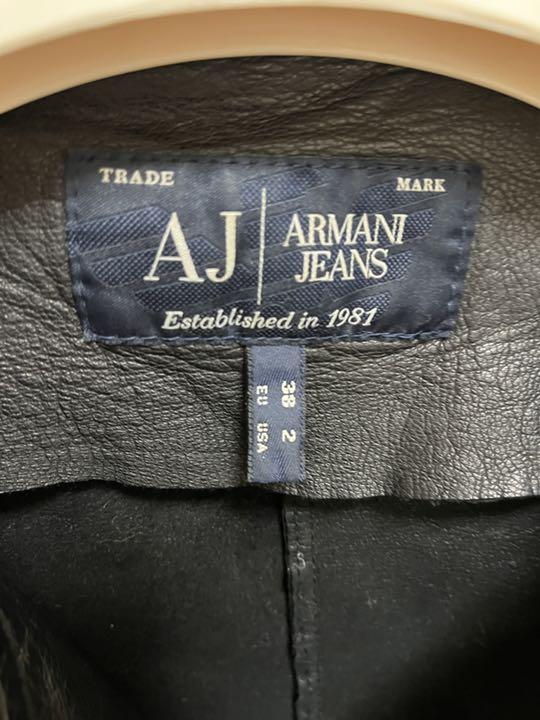 TRADE MARK
AJ ARMANI JEANS
Established in 1981
38 2
EU USA